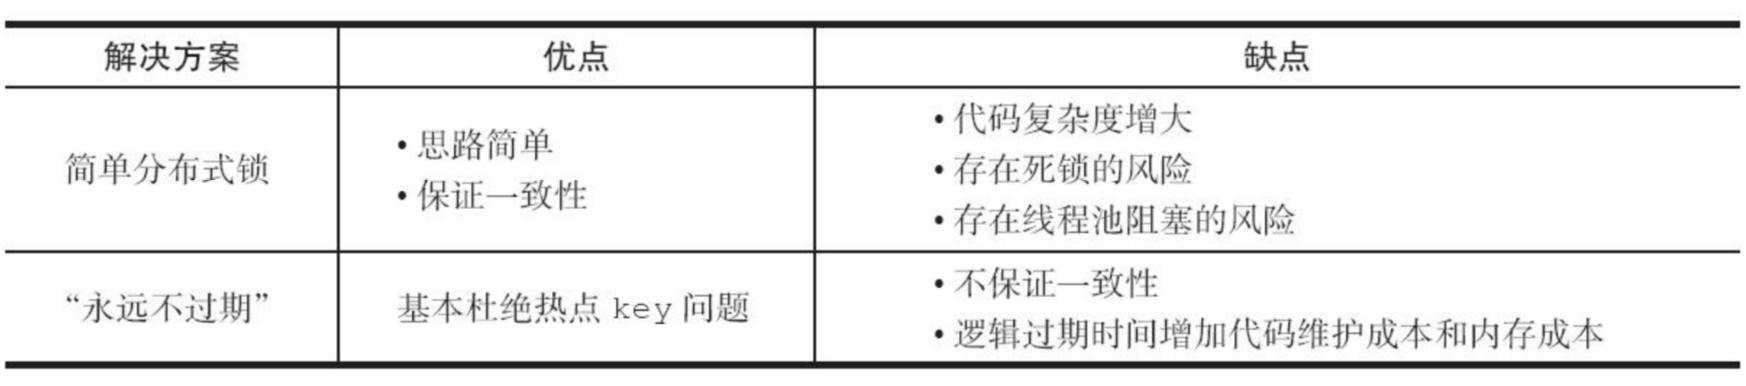 解决方案 优点 缺点
简单分布式锁
• 思路简单
• 保证一致性
• 代码复杂度增大
• 存在死锁的风险
• 存在线程池阻塞的风险
“永远不过期”
基本杜绝热点 key 问题
• 不保证一致性
• 逻辑过期时间增加代码维护成本和内存成本